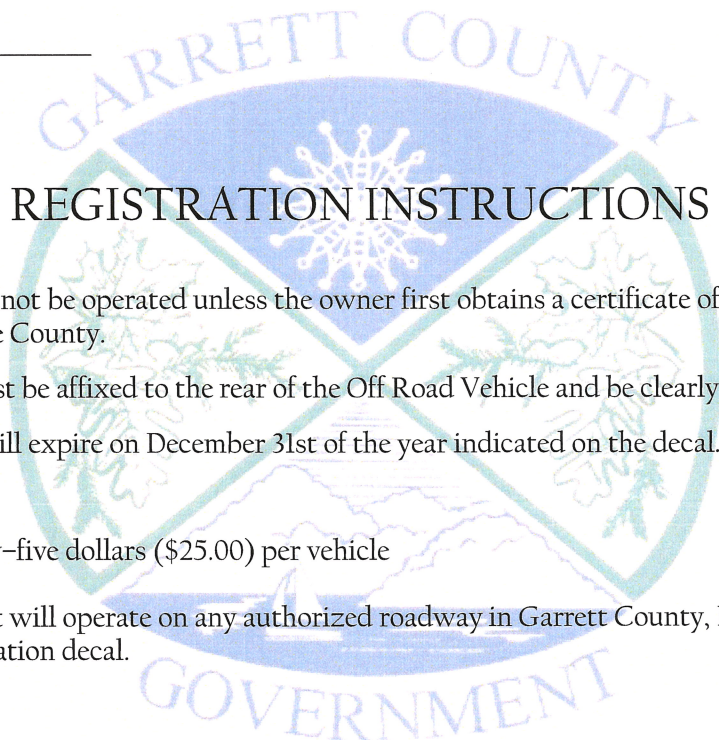 GARRETT COUNTY
REGISTRATION INSTRUCTIONS
not be operated unless the owner first obtains a certificate of
County.
be affixed to the rear of the Off Road Vehicle and be clearly
expire on December 31st of the year indicated on the decal.
-five dollars ($25.00) per vehicle
will operate on any authorized roadway in Garrett County,
decal.
GOVERNMENT